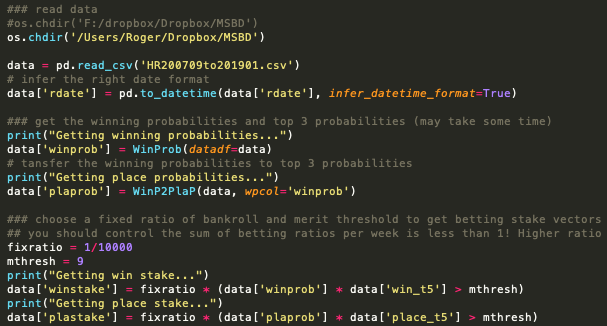 ### read data
#os.chdir('F:/dropbox/Dropbox/MSBD')
os.chdir('/Users/Roger/Dropbox/MSBD')
data = pd.read_csv('HR200709to201901.csv')
# infer the right date format
data['rdate'] = pd.to_datetime(data['rdate'], infer_datetime_format=True)
### get the winning probabilities and top 3 probabilities (may take some time)
print("Getting winning probabilities...")
data['winprob'] = WinProb(datadf=data)
# tansfer the winning probabilities to top 3 probabilities
print("Getting place probabilities...")
data['plaprob'] = WinP2PlaP(data, wpcol='winprob')
### choose a fixed ratio of bankroll and merit threshold to get betting stake vectors
## you should control the sum of betting ratios per week is less than 1! Higher ratio
fixratio = 1/10000
mthresh = 9
print("Getting win stake...")
data['winstake'] = fixratio * (data['winprob'] * data['win_t5'] > mthresh)
print("Getting place stake...")
data['plastake'] = fixratio * (data['plaprob'] * data['place_t5'] > mthresh)